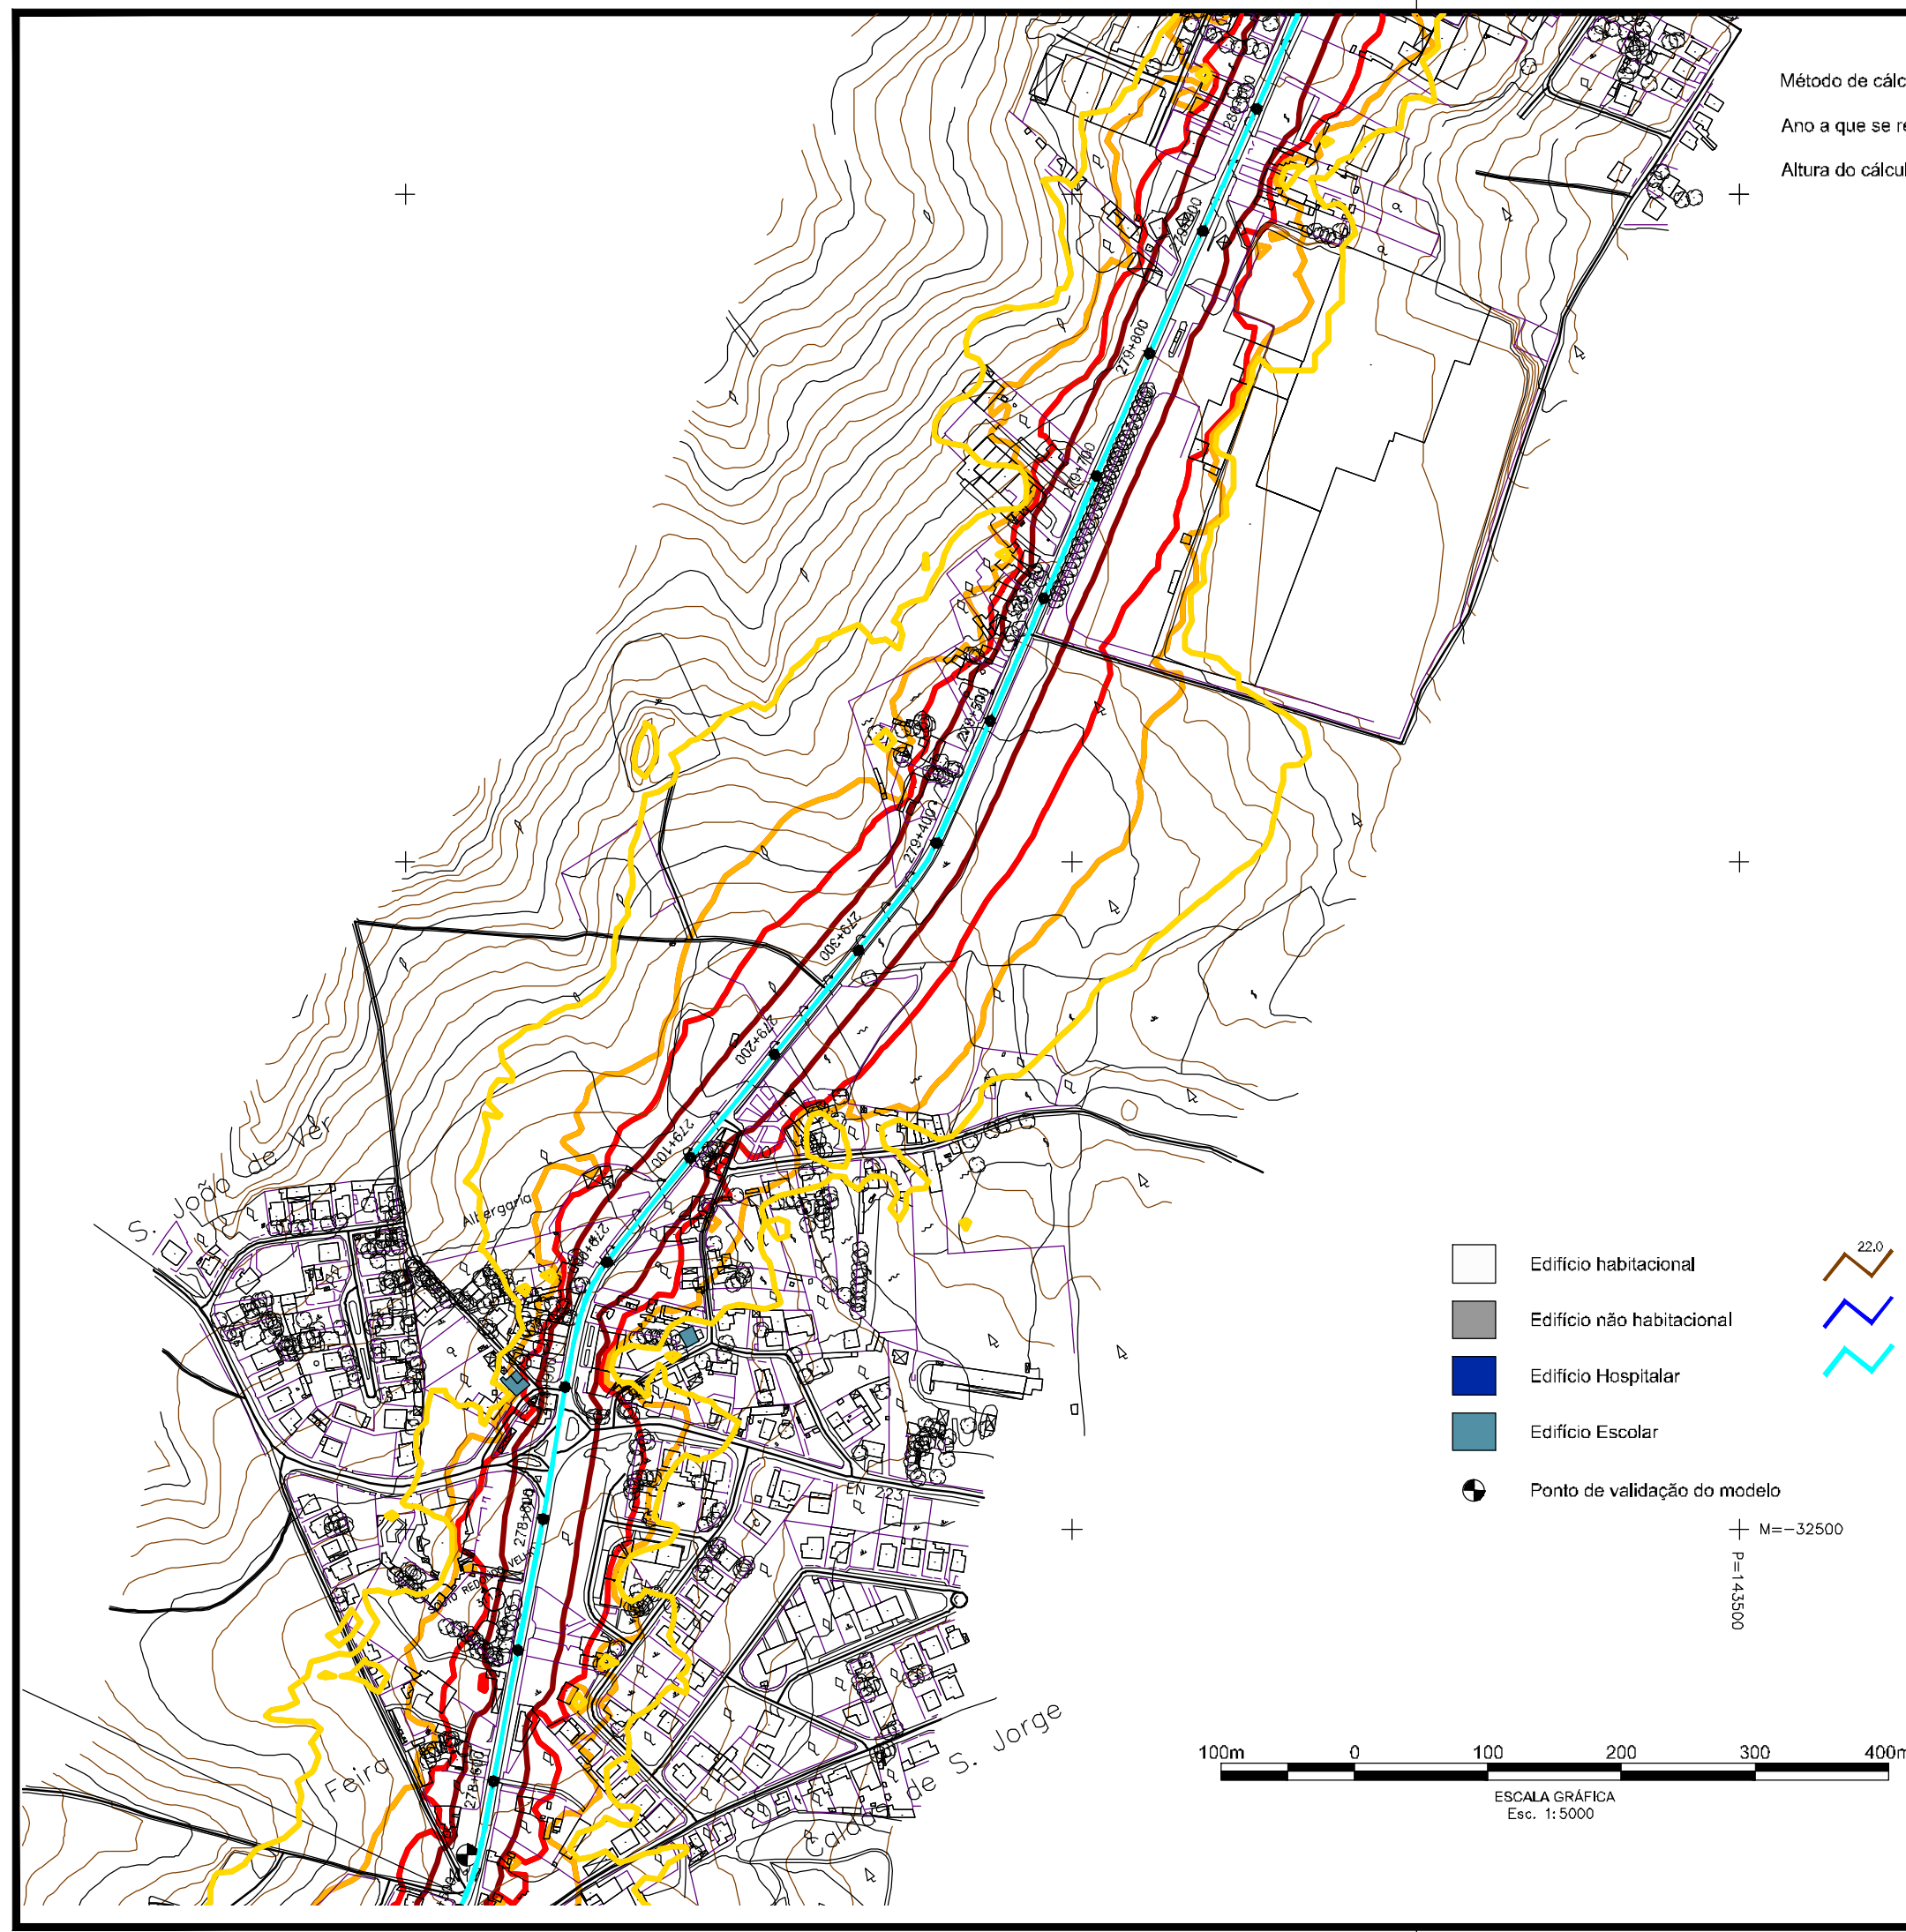 Método de cálc
Ano a que se re
Altura do cálcul
279+800
279+700
279+500
279+400
279+300
279+200
279+100
S. João de Ver
Albergaria
EN 223
278+600
Feira
Caldas de S. Jorge
Edifício habitacional
Edifício não habitacional
Edifício Hospitalar
Edifício Escolar
Ponto de validação do modelo
22.0
M=-32500
P=143500
100m 0 100 200 300 400m
ESCALA GRÁFICA
Esc. 1:5000